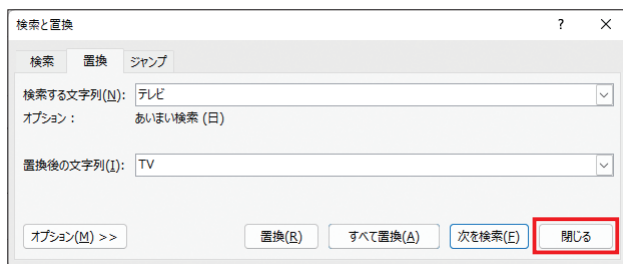 検索と置換 ? ×
検索 置換 ジャンプ
検索する文字列(N): テレビ
オプション : あいまい検索 (日)
置換後の文字列(I): TV
オプション(M) >> 置換(R) すべて置換(A) 次を検索(F) 閉じる